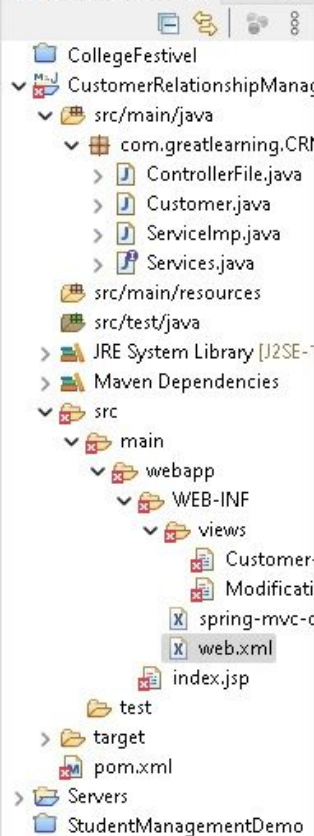 CollegeFestivel
CustomerRelationshipManag
src/main/java
com.greatlearning.CRM
ControllerFile.java
Customer.java
ServiceImp.java
Services.java
src/main/resources
src/test/java
JRE System Library [J2SE-1
Maven Dependencies
src
main
webapp
WEB-INF
views
Customer-
Modificati
spring-mvc-c
web.xml
index.jsp
test
target
pom.xml
Servers
StudentManagementDemo